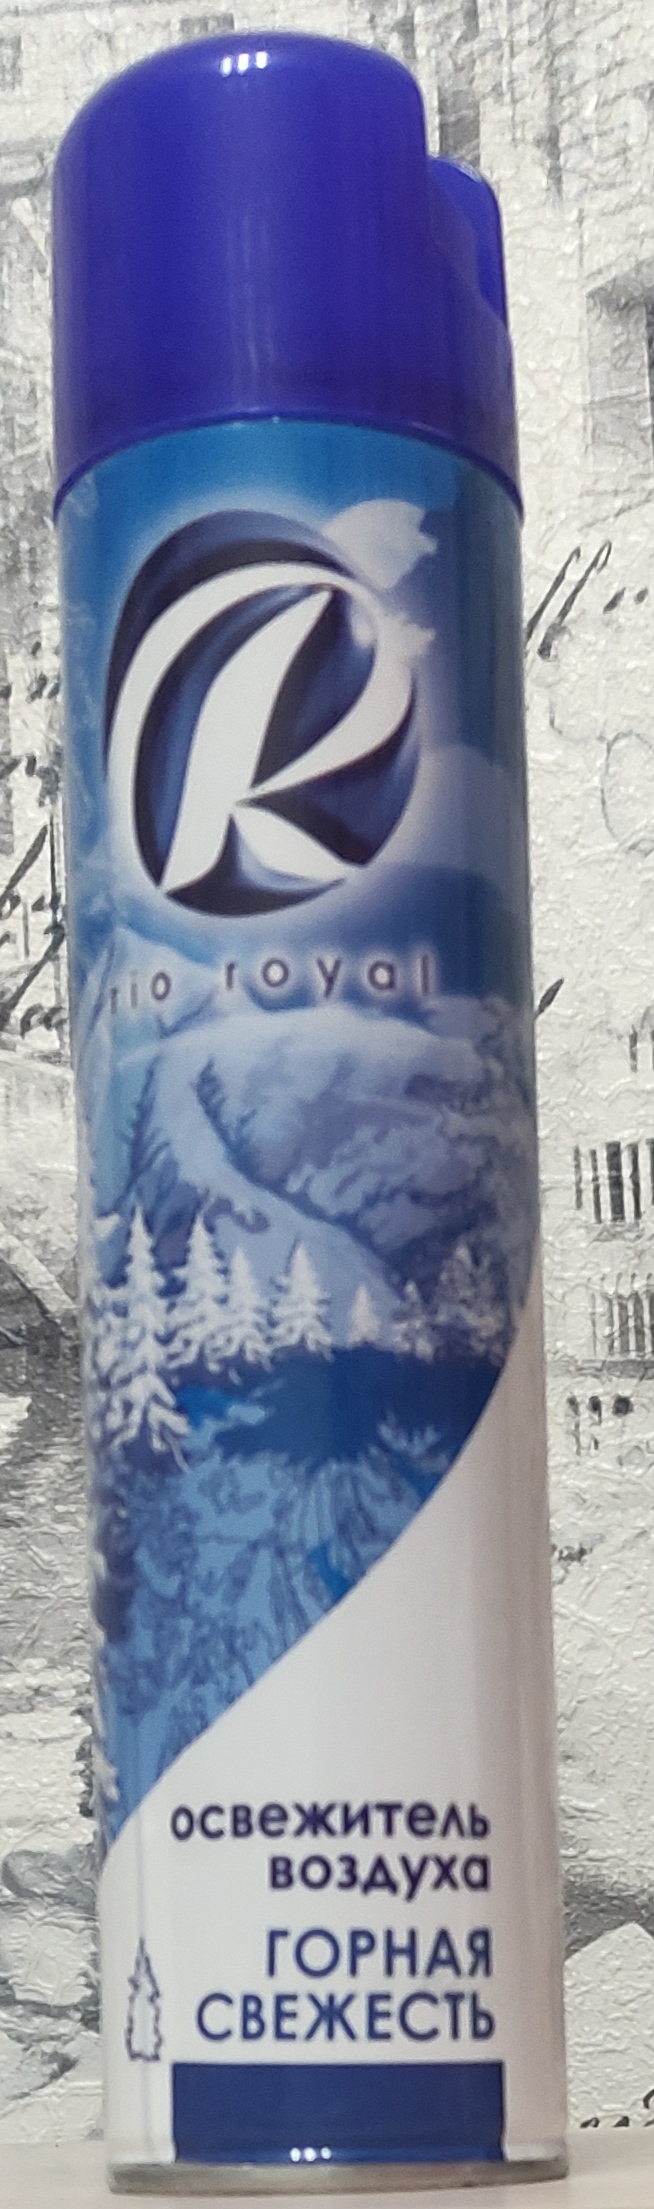 R
rio royal
освежитель
воздуха
ГОРНАЯ
СВЕЖЕСТЬ